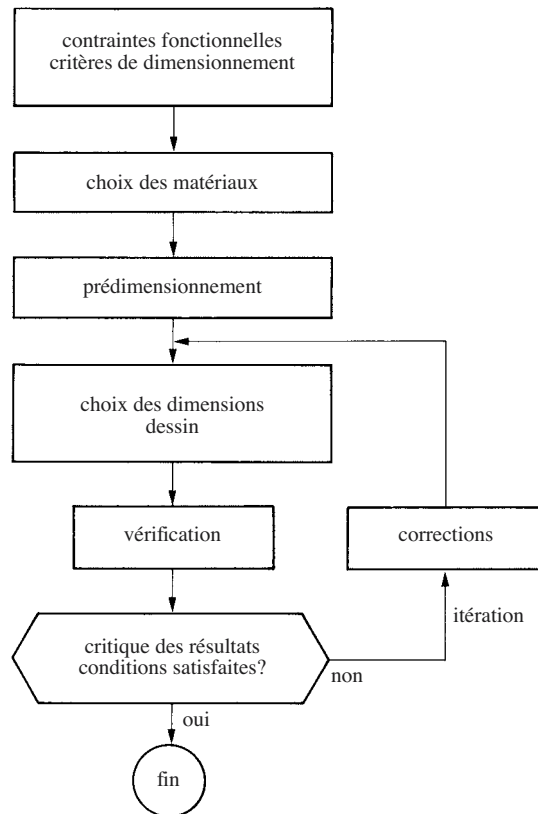 contraintes fonctionnelles
critères de dimensionnement
choix des matériaux
prédimensionnement
choix des dimensions
dessin
vérification
corrections
itération
critique des résultats
conditions satisfaites?
non
oui
fin